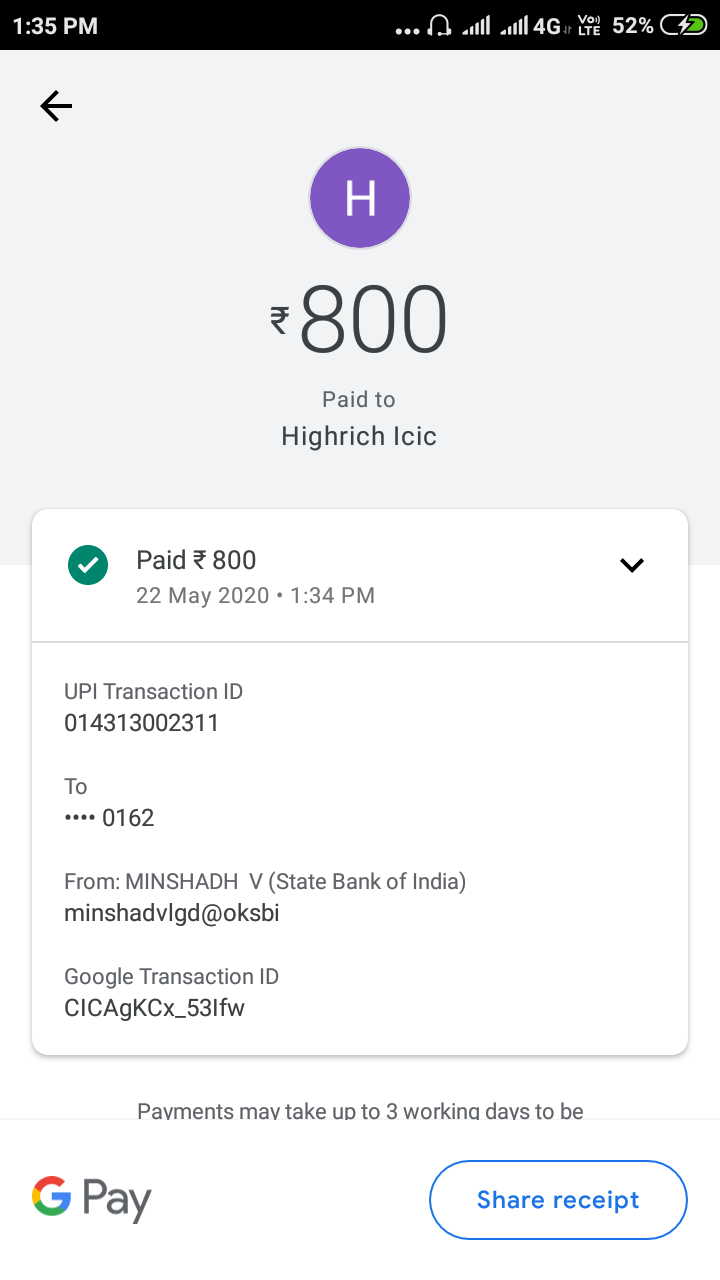 1:35 PM
4G VoLTE 52%
H
₹800
Paid to
Highrich Icic
Paid ₹ 800
22 May 2020 • 1:34 PM
UPI Transaction ID
014313002311
To
•••• 0162
From: MINSHADH  V (State Bank of India)
minshadvlgd@oksbi
Google Transaction ID
CICAgKCx_53Ifw
Payments may take up to 3 working days to be
G Pay
Share receipt